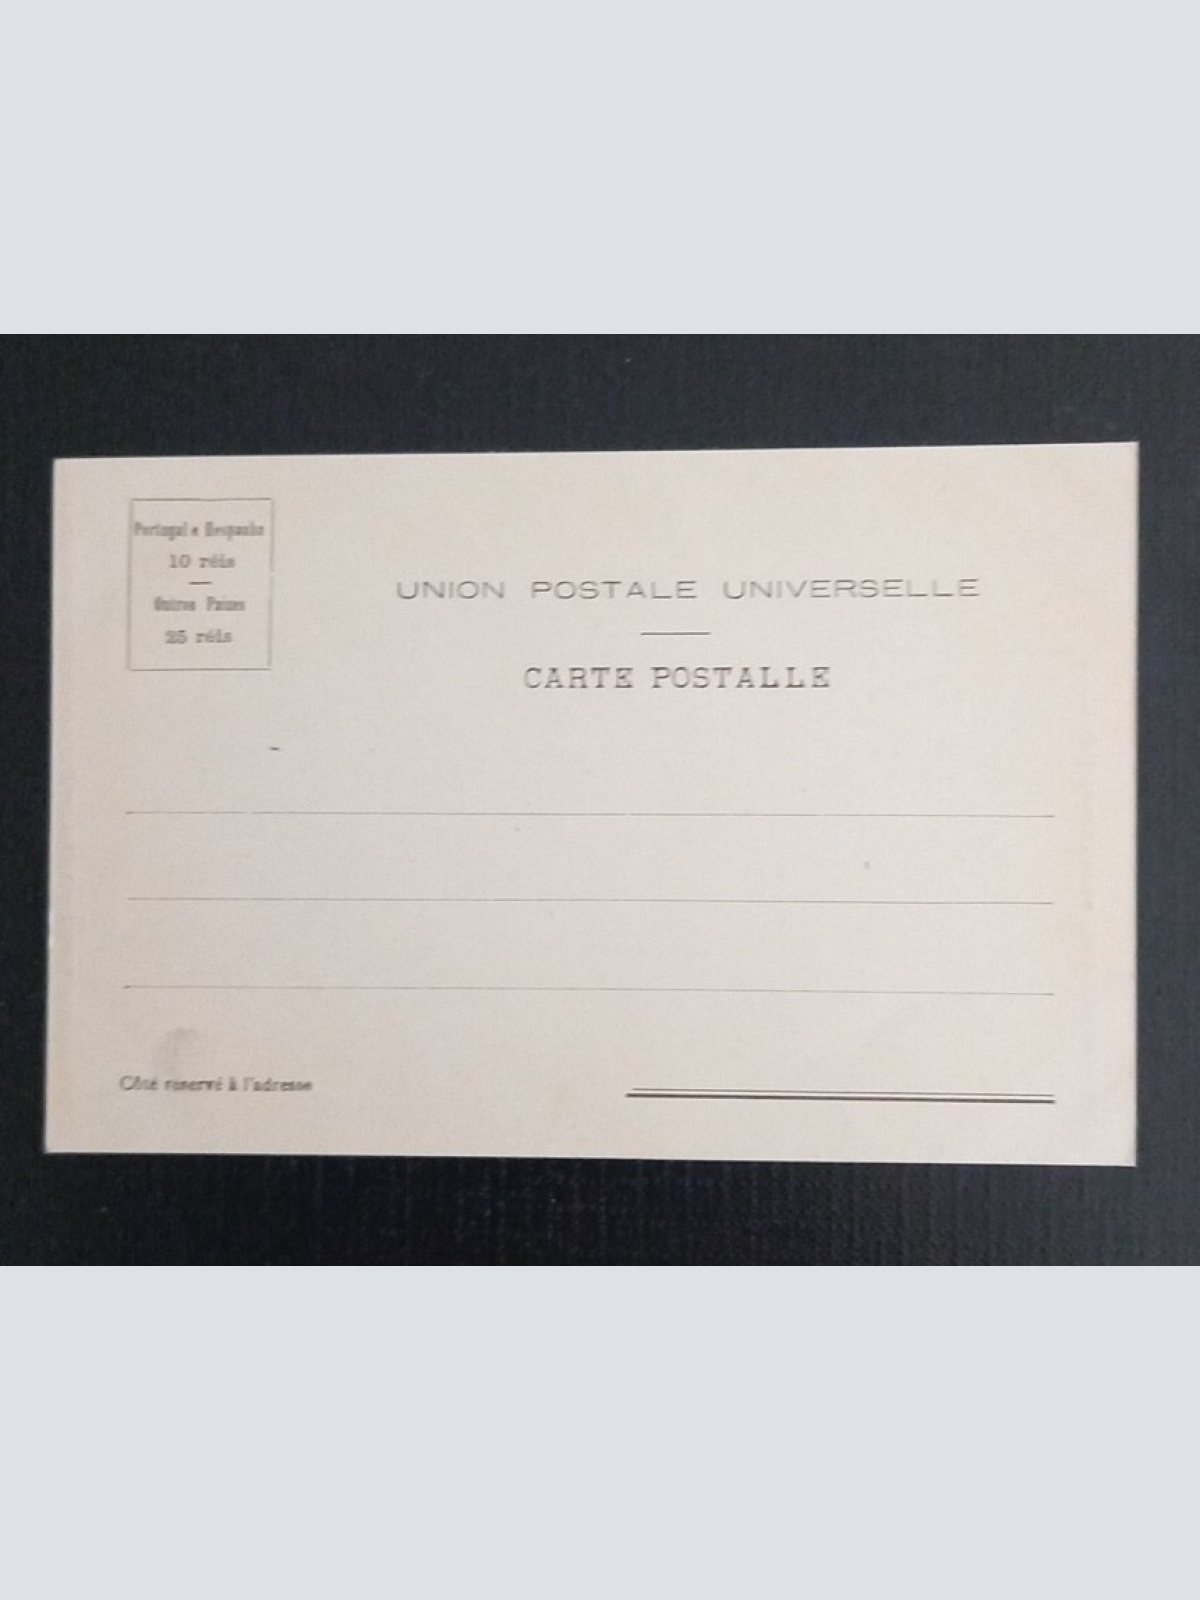 Portugal e Hespanha
10 réis
Outros Paizes
25 réis
UNION POSTALE UNIVERSELLE
CARTE POSTALLE
Côté reservé à l'adresse